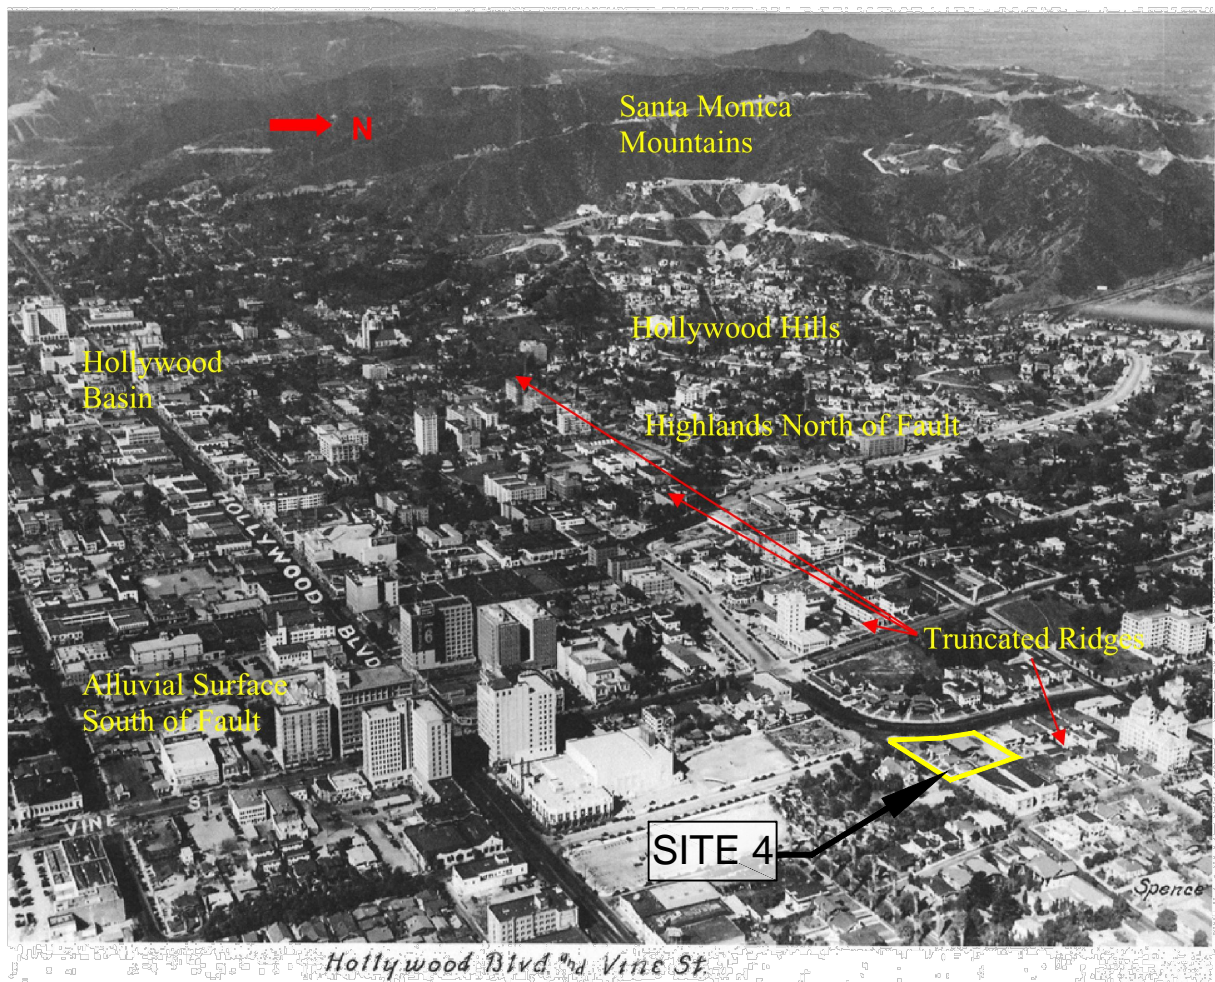 Santa Monica
Mountains
N
Hollywood Hills
Hollywood
Basin
Highlands North of Fault
HOLLYWOOD BLVD
Truncated Ridges
Alluvial Surface
South of Fault
VINE ST
SITE 4
Spence
Hollywood Blvd. and Vine St.